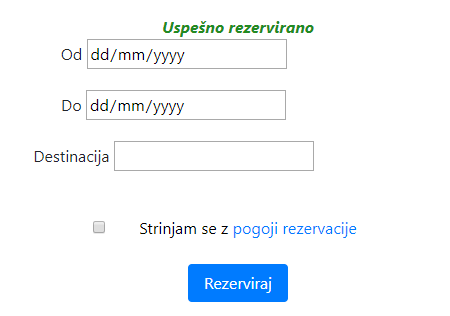 Uspešno rezervirano
Od dd/mm/yyyy
Do dd/mm/yyyy
Destinacija
Strinjam se z pogoji rezervacije
Rezerviraj